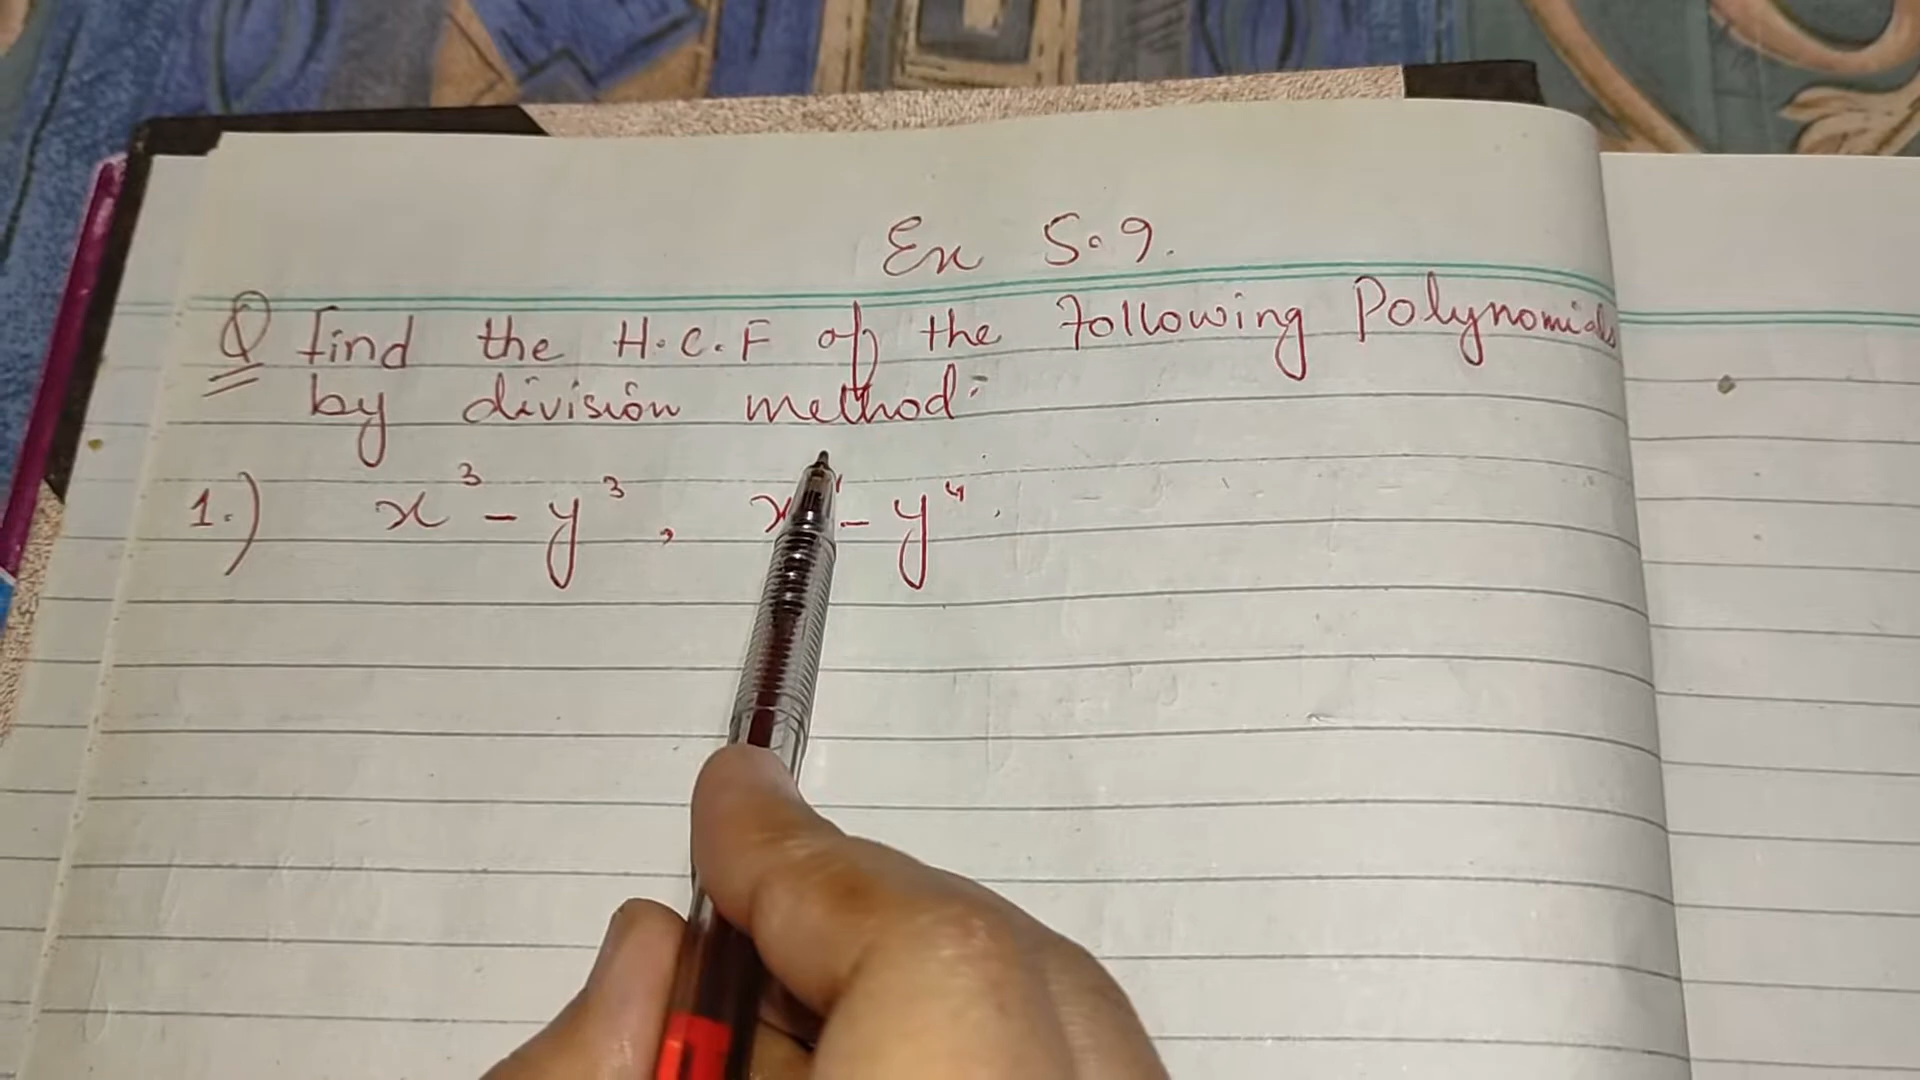 Ex 5.9.
Q find the H.C.F of the following Polynomials
by division method:
1.) x³ - y³, x⁴ - y⁴.